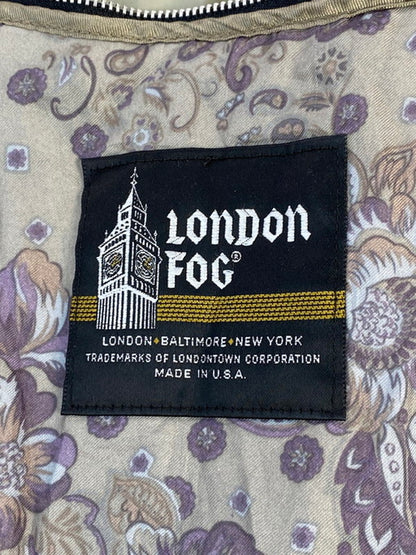 LONDON
FOG®
LONDON♦BALTIMORE♦NEW YORK
TRADEMARKS OF LONDONTOWN CORPORATION
MADE IN U.S.A.